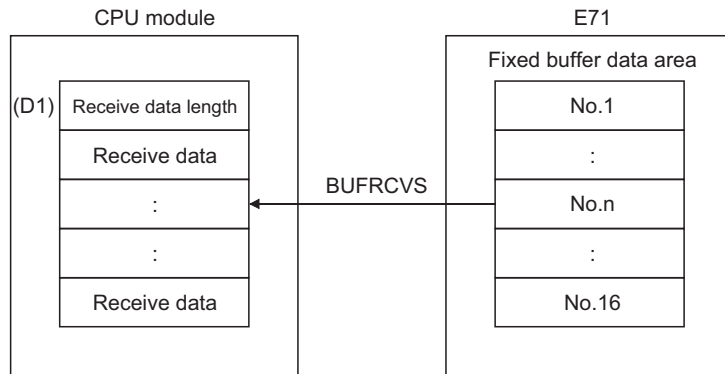 CPU module
(D1)
Receive data length
Receive data
:
:
Receive data
BUFRCVS
E71
Fixed buffer data area
No.1
:
No.n
:
No.16